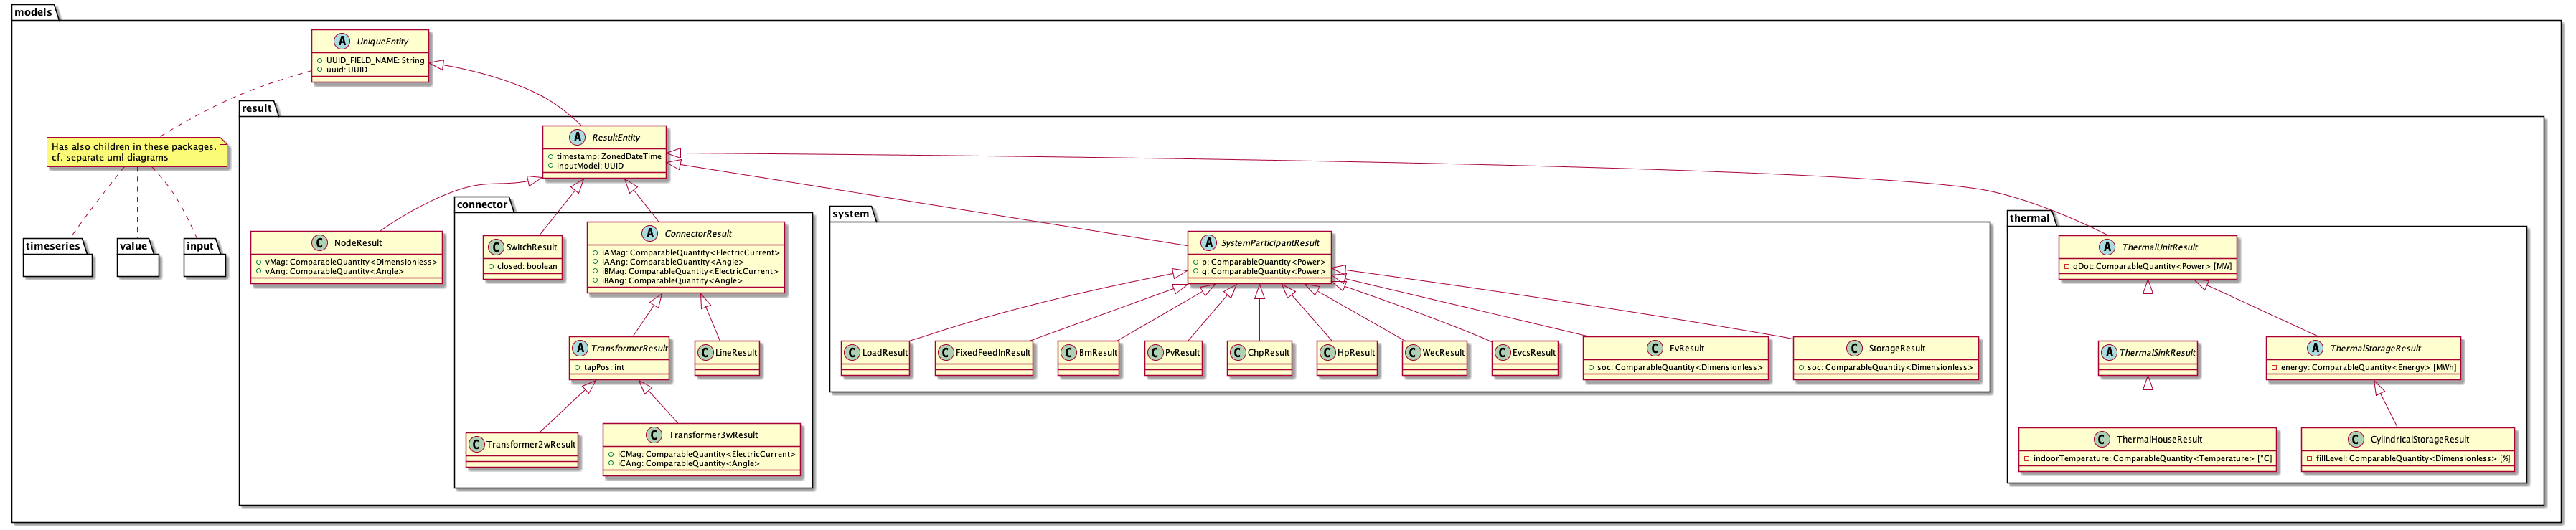 models
A UniqueEntity
UUID_FIELD_NAME: String
uuid: UUID
result
A ResultEntity
timestamp: ZonedDateTime
inputModel: UUID
Has also children in these packages.
cf. separate uml diagrams
timeseries
value
input
C NodeResult
vMag: ComparableQuantity<Dimensionless>
vAng: ComparableQuantity<Angle>
connector
C SwitchResult
closed: boolean
A ConnectorResult
iAMag: ComparableQuantity<ElectricCurrent>
iAAng: ComparableQuantity<Angle>
iBMag: ComparableQuantity<ElectricCurrent>
iBAng: ComparableQuantity<Angle>
A TransformerResult
tapPos: int
C LineResult
C Transformer2wResult
C Transformer3wResult
iCMag: ComparableQuantity<ElectricCurrent>
iCAng: ComparableQuantity<Angle>
system
A SystemParticipantResult
p: ComparableQuantity<Power>
q: ComparableQuantity<Power>
C LoadResult
C FixedFeedInResult
C BmResult
C PvResult
C ChpResult
C HpResult
C WecResult
C EvcsResult
C EvResult
soc: ComparableQuantity<Dimensionless>
C StorageResult
soc: ComparableQuantity<Dimensionless>
thermal
A ThermalUnitResult
qDot: ComparableQuantity<Power> [MW]
A ThermalSinkResult
A ThermalStorageResult
energy: ComparableQuantity<Energy> [MWh]
C ThermalHouseResult
indoorTemperature: ComparableQuantity<Temperature> [°C]
C CylindricalStorageResult
fillLevel: ComparableQuantity<Dimensionless> [%]